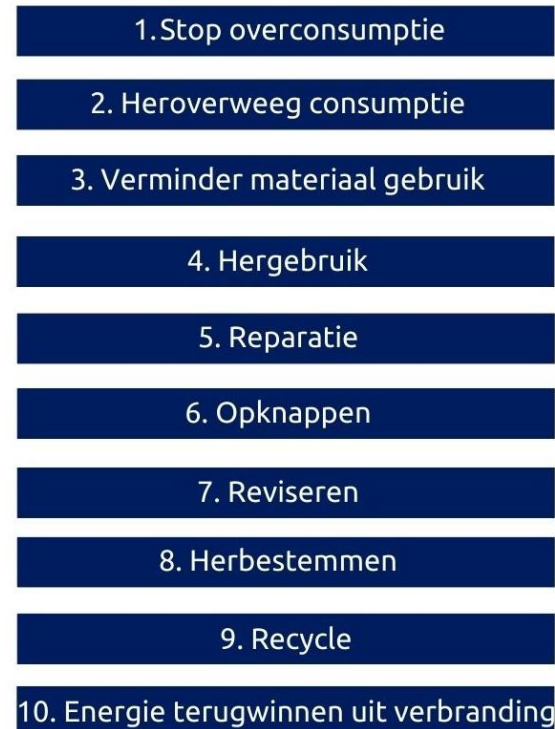 1.Stop overconsumptie
2. Heroverweeg consumptie
3. Verminder materiaal gebruik
4. Hergebruik
5. Reparatie
6. Opknappen
7. Reviseren
8. Herbestemmen
9. Recycle
10. Energie terugwinnen uit verbranding